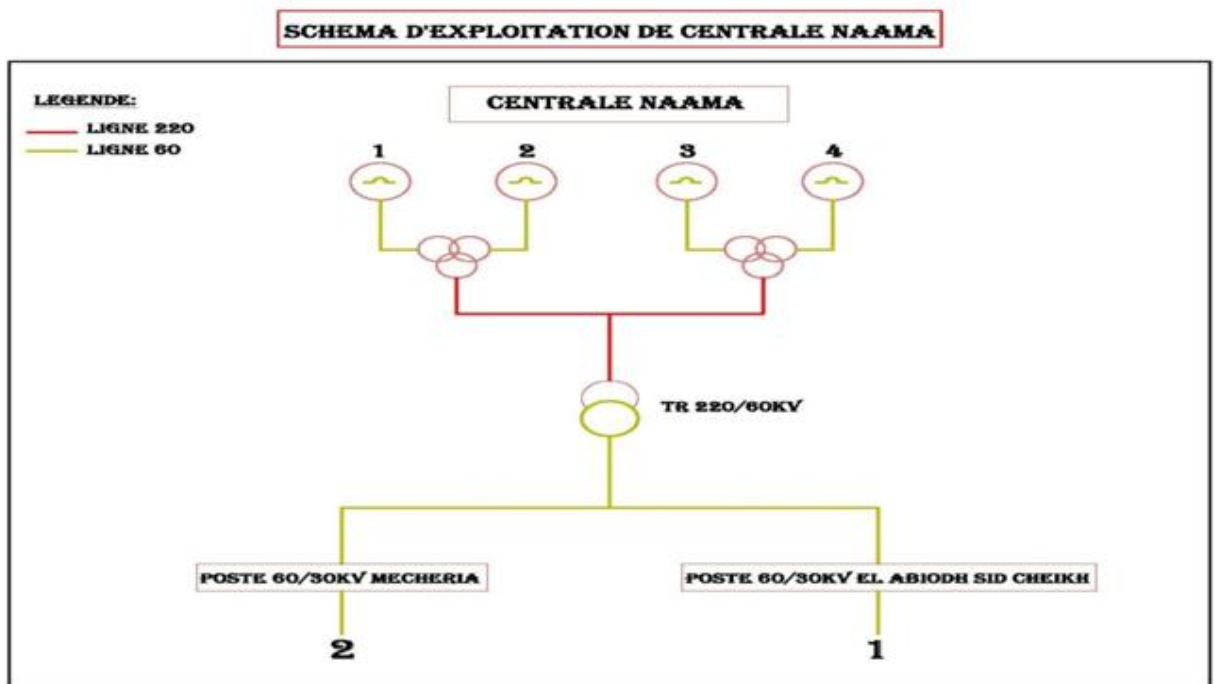 SCHEMA D'EXPLOITATION DE CENTRALE NAAMA
LEGENDE:
LIGNE 220
LIGNE 60
CENTRALE NAAMA
1 2 3 4
TR 220/60KV
POSTE 60/30KV MECHERIA
POSTE 60/30KV EL ABIODH SID CHEIKH
2 1